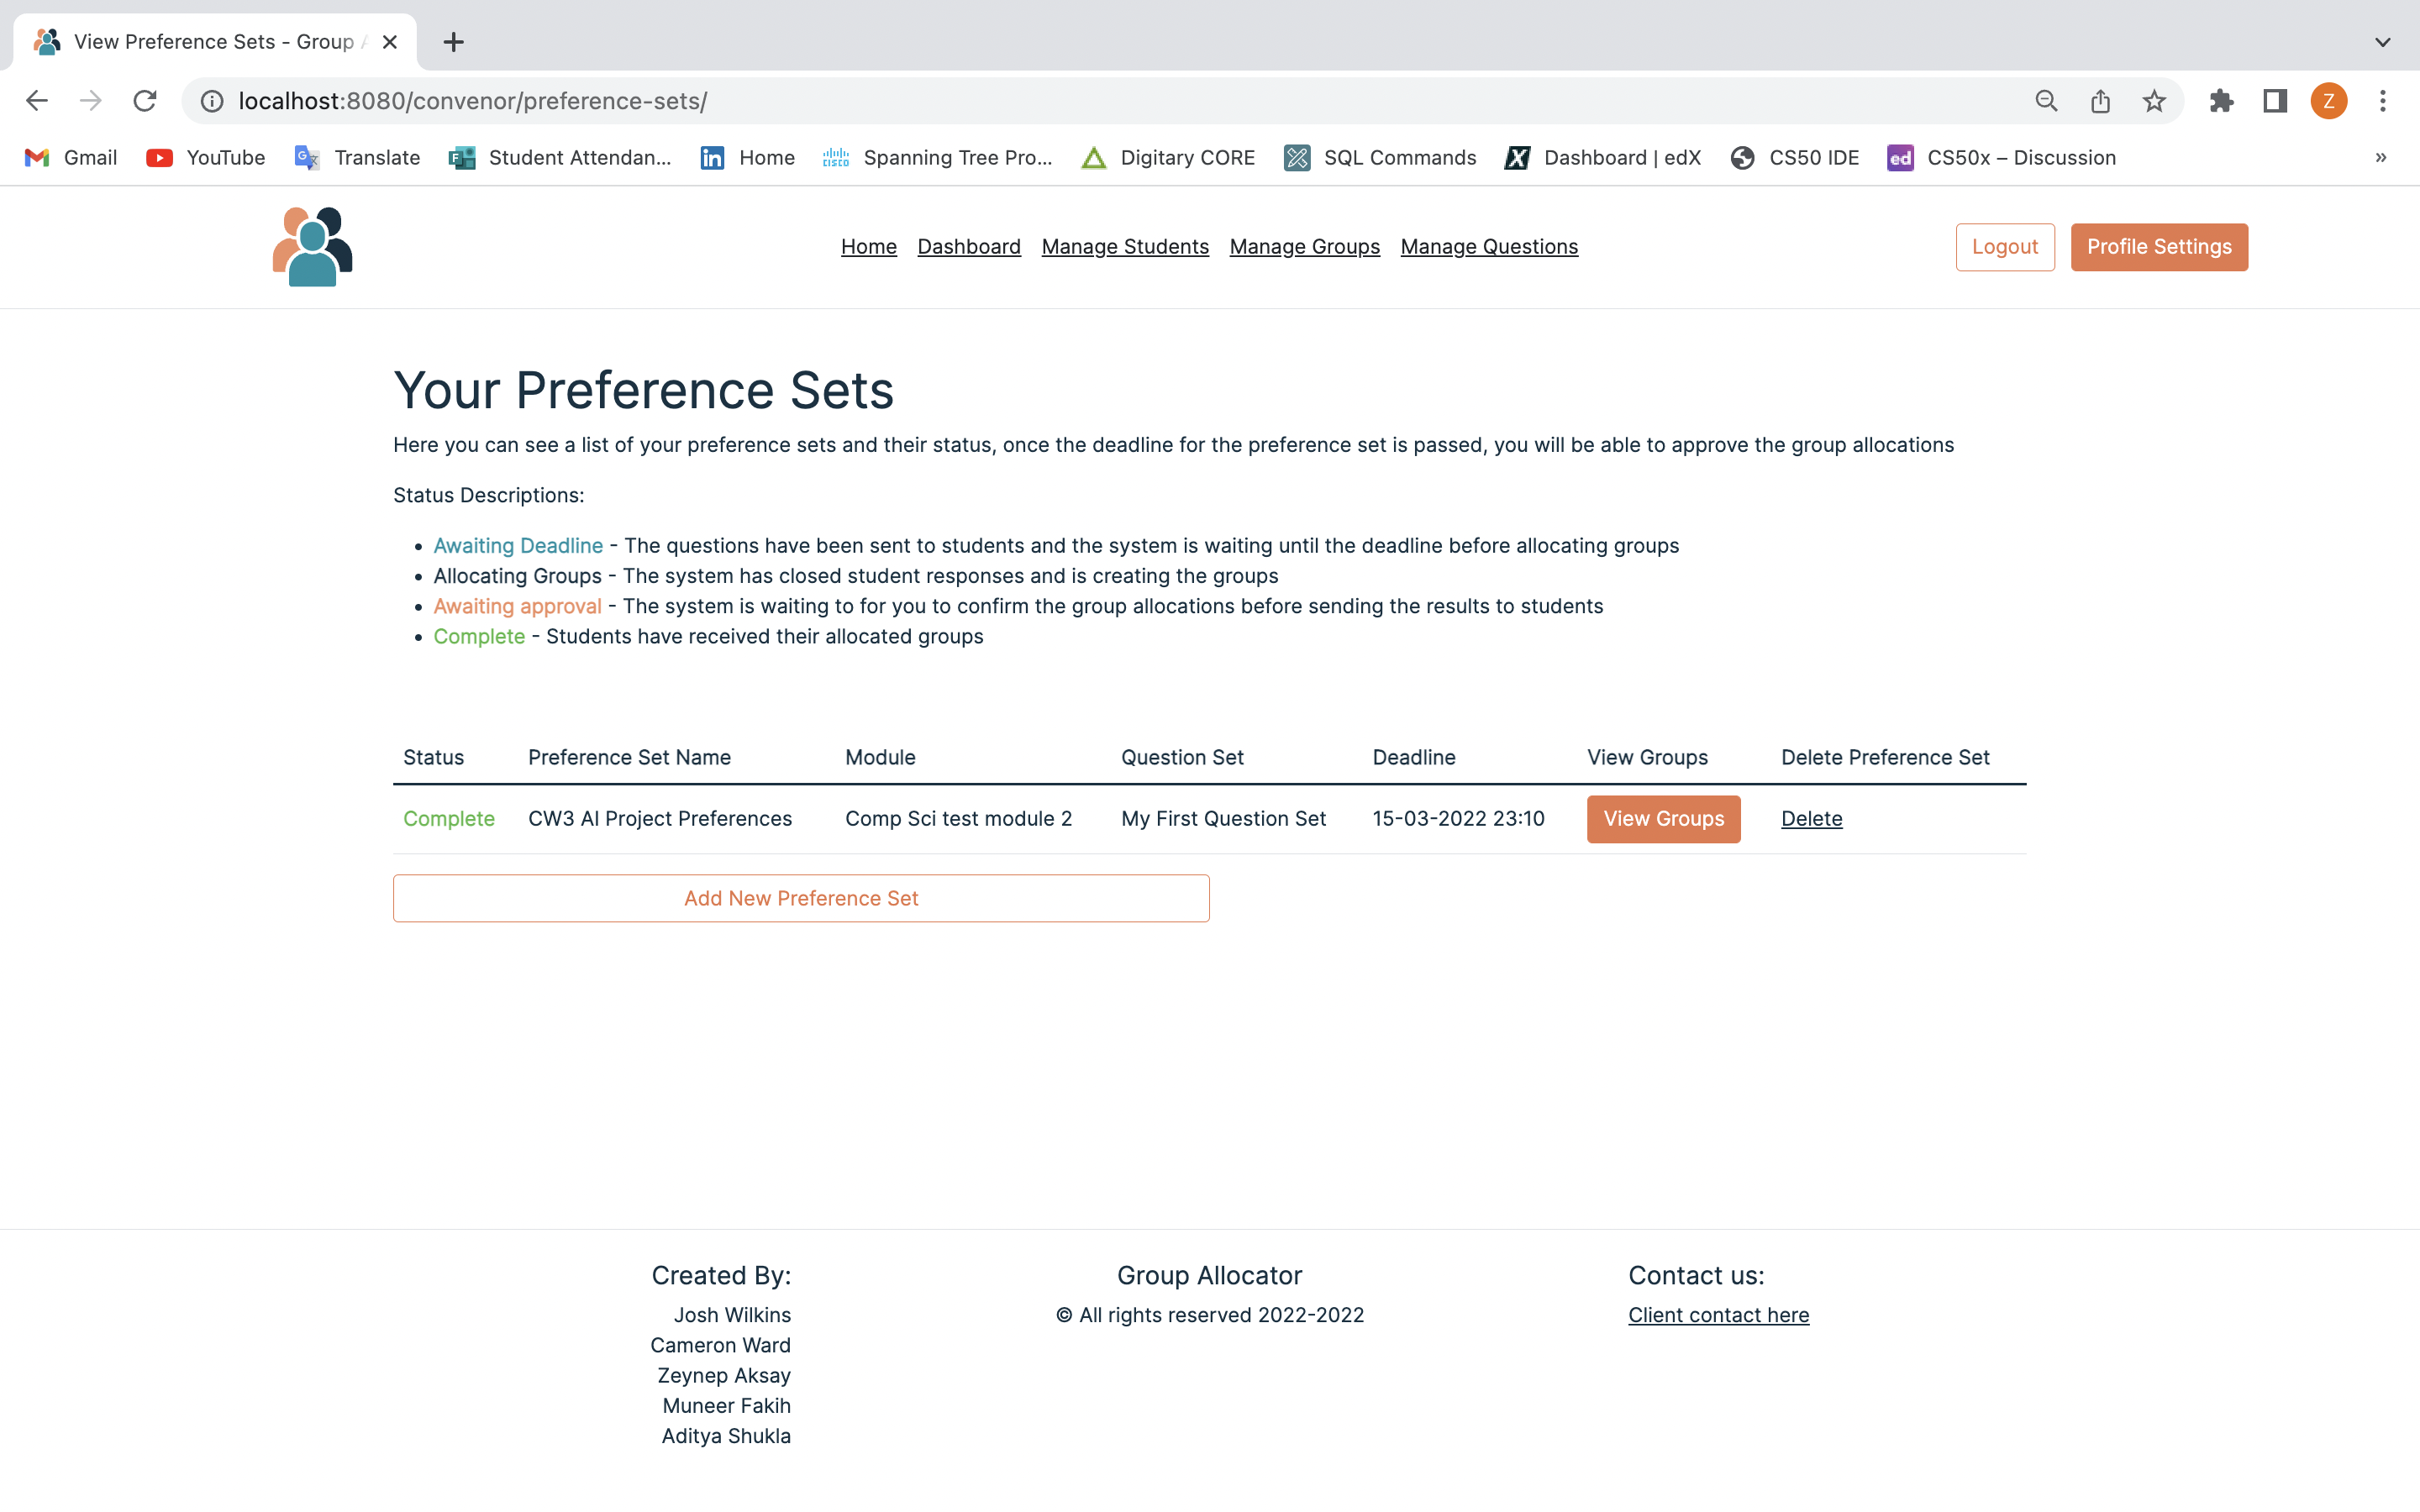 View Preference Sets - Group A
localhost:8080/convenor/preference-sets/
Z
Gmail
YouTube
Translate
Student Attendan...
Home
Spanning Tree Pro...
Digitary CORE
SQL Commands
Dashboard | edX
CS50 IDE
CS50x – Discussion
»
Home Dashboard Manage Students Manage Groups Manage Questions
Logout
Profile Settings
Your Preference Sets
Here you can see a list of your preference sets and their status, once the deadline for the preference set is passed, you will be able to approve the group allocations
Status Descriptions:
• Awaiting Deadline - The questions have been sent to students and the system is waiting until the deadline before allocating groups
• Allocating Groups - The system has closed student responses and is creating the groups
• Awaiting approval - The system is waiting to for you to confirm the group allocations before sending the results to students
• Complete - Students have received their allocated groups
Status Preference Set Name Module Question Set Deadline View Groups Delete Preference Set
Complete CW3 AI Project Preferences Comp Sci test module 2 My First Question Set 15-03-2022 23:10 View Groups Delete
Add New Preference Set
Created By:
Josh Wilkins
Cameron Ward
Zeynep Aksay
Muneer Fakih
Aditya Shukla
Group Allocator
© All rights reserved 2022-2022
Contact us:
Client contact here